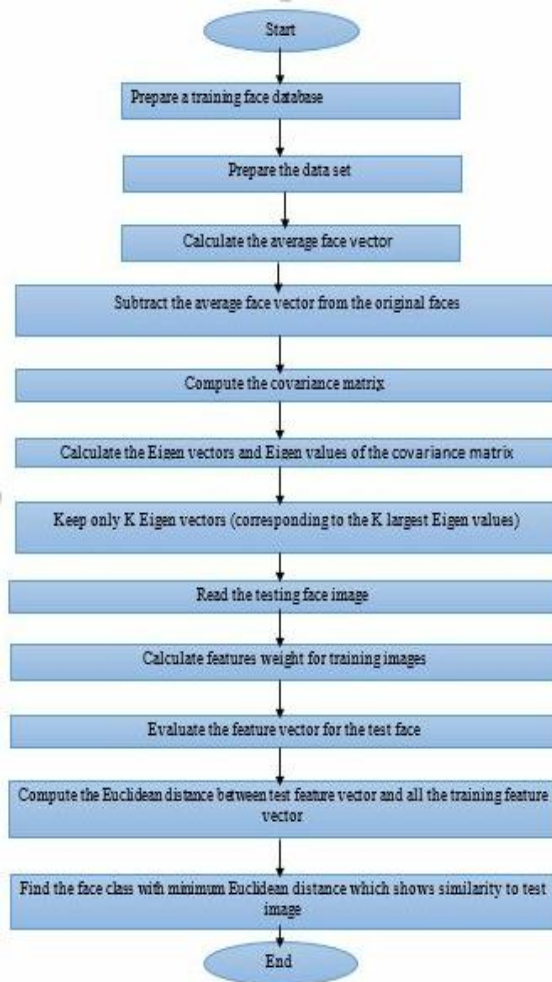 Start
Prepare a training face database
Prepare the data set
Calculate the average face vector
Subtract the average face vector from the original faces
Compute the covariance matrix
Calculate the Eigen vectors and Eigen values of the covariance matrix
Keep only K Eigen vectors (corresponding to the K largest Eigen values)
Read the testing face image
Calculate features weight for training images
Evaluate the feature vector for the test face
Compute the Euclidean distance between test feature vector and all the training feature
vector
Find the face class with minimum Euclidean distance which shows similarity to test
image
End